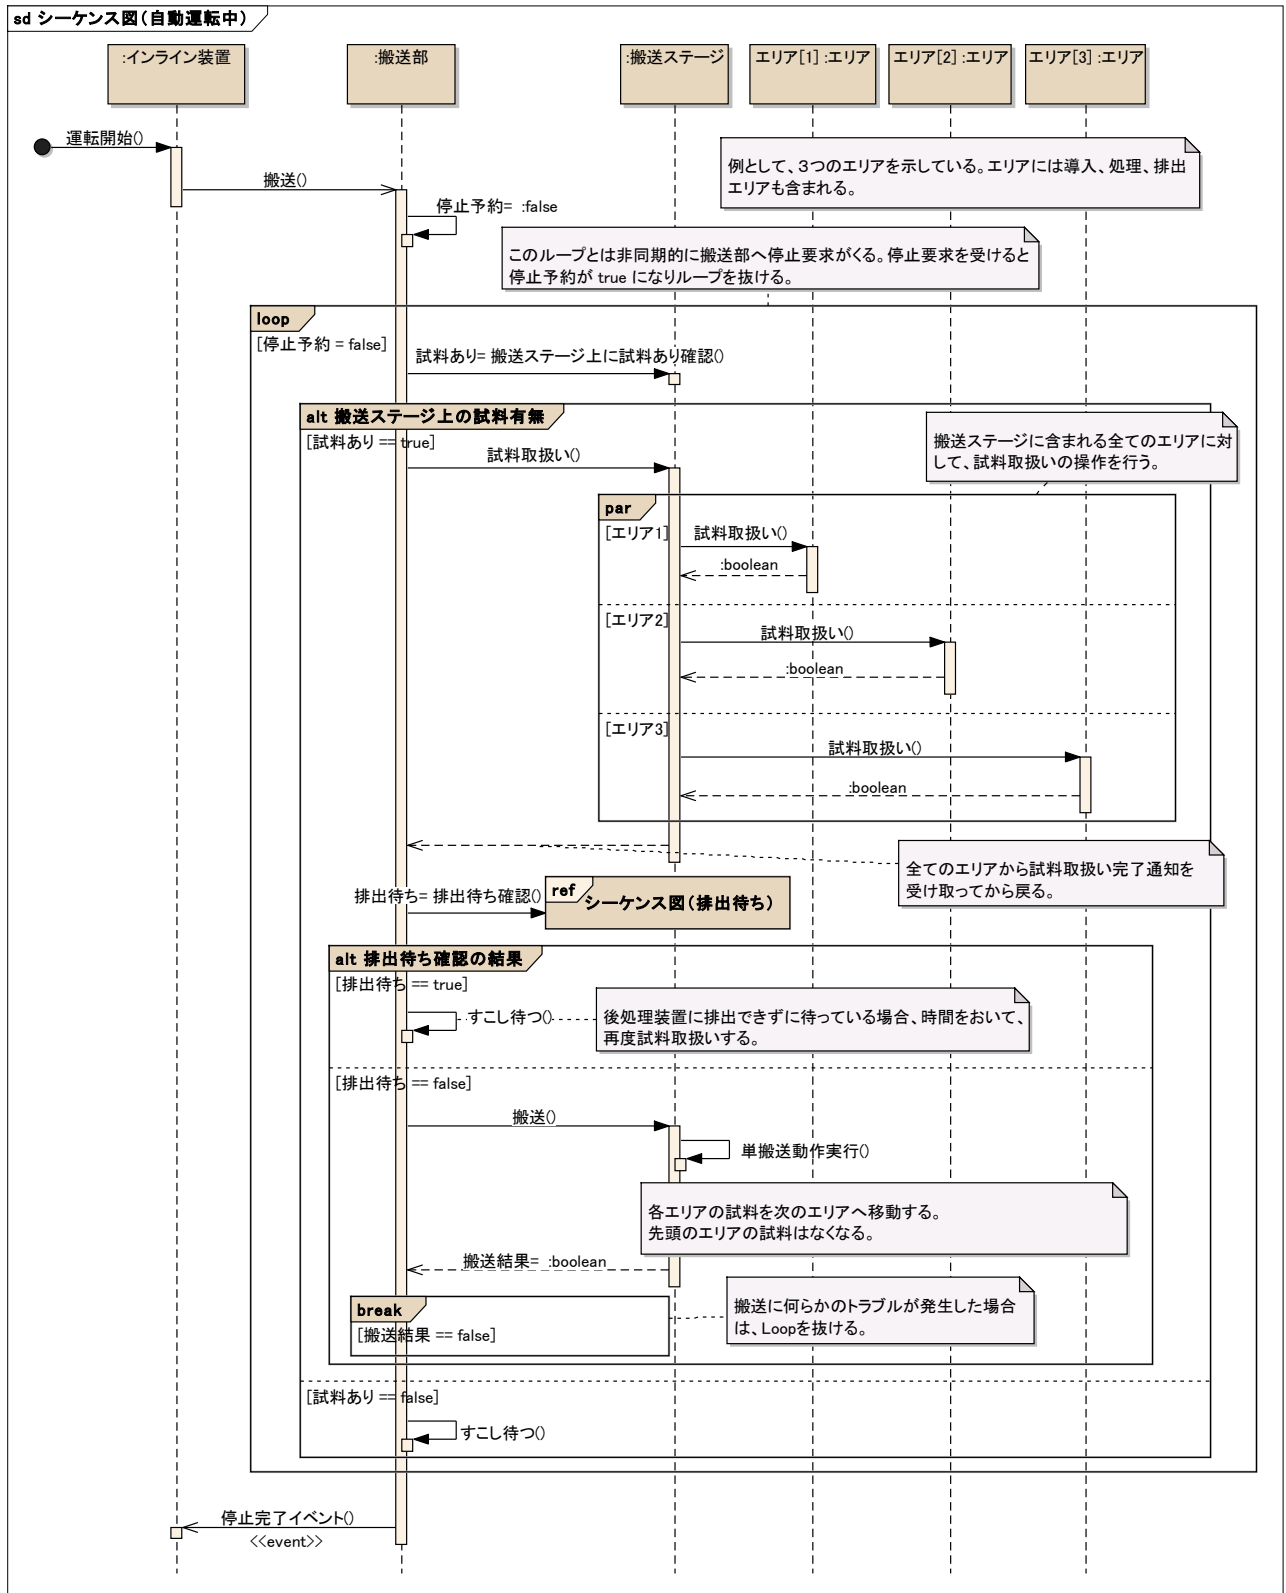 sd シーケンス図(自動運転中)
:インライン装置
:搬送部
:搬送ステージ
エリア[1] :エリア
エリア[2] :エリア
エリア[3] :エリア
運転開始()
搬送()
停止予約= :false
例として、3つのエリアを示している。エリアには導入、処理、排出
エリアも含まれる。
このループとは非同期的に搬送部へ停止要求がくる。停止要求を受けると
停止予約が true になりループを抜ける。
loop
[停止予約 = false]
試料あり= 搬送ステージ上に試料あり確認()
alt 搬送ステージ上の試料有無
[試料あり == true]
試料取扱い()
搬送ステージに含まれる全てのエリアに対
して、試料取扱いの操作を行う。
par
[エリア1]
試料取扱い()
:boolean
[エリア2]
試料取扱い()
:boolean
[エリア3]
試料取扱い()
:boolean
全てのエリアから試料取扱い完了通知を
受け取ってから戻る。
排出待ち= 排出待ち確認()
ref
シーケンス図(排出待ち)
alt 排出待ち確認の結果
[排出待ち == true]
すこし待つ()
後処理装置に排出できずに待っている場合、時間をおいて、
再度試料取扱いする。
[排出待ち == false]
搬送()
単搬送動作実行()
各エリアの試料を次のエリアへ移動する。
先頭のエリアの試料はなくなる。
搬送結果= :boolean
break
[搬送結果 == false]
搬送に何らかのトラブルが発生した場合
は、Loopを抜ける。
[試料あり == false]
すこし待つ()
停止完了イベント()
<<event>>